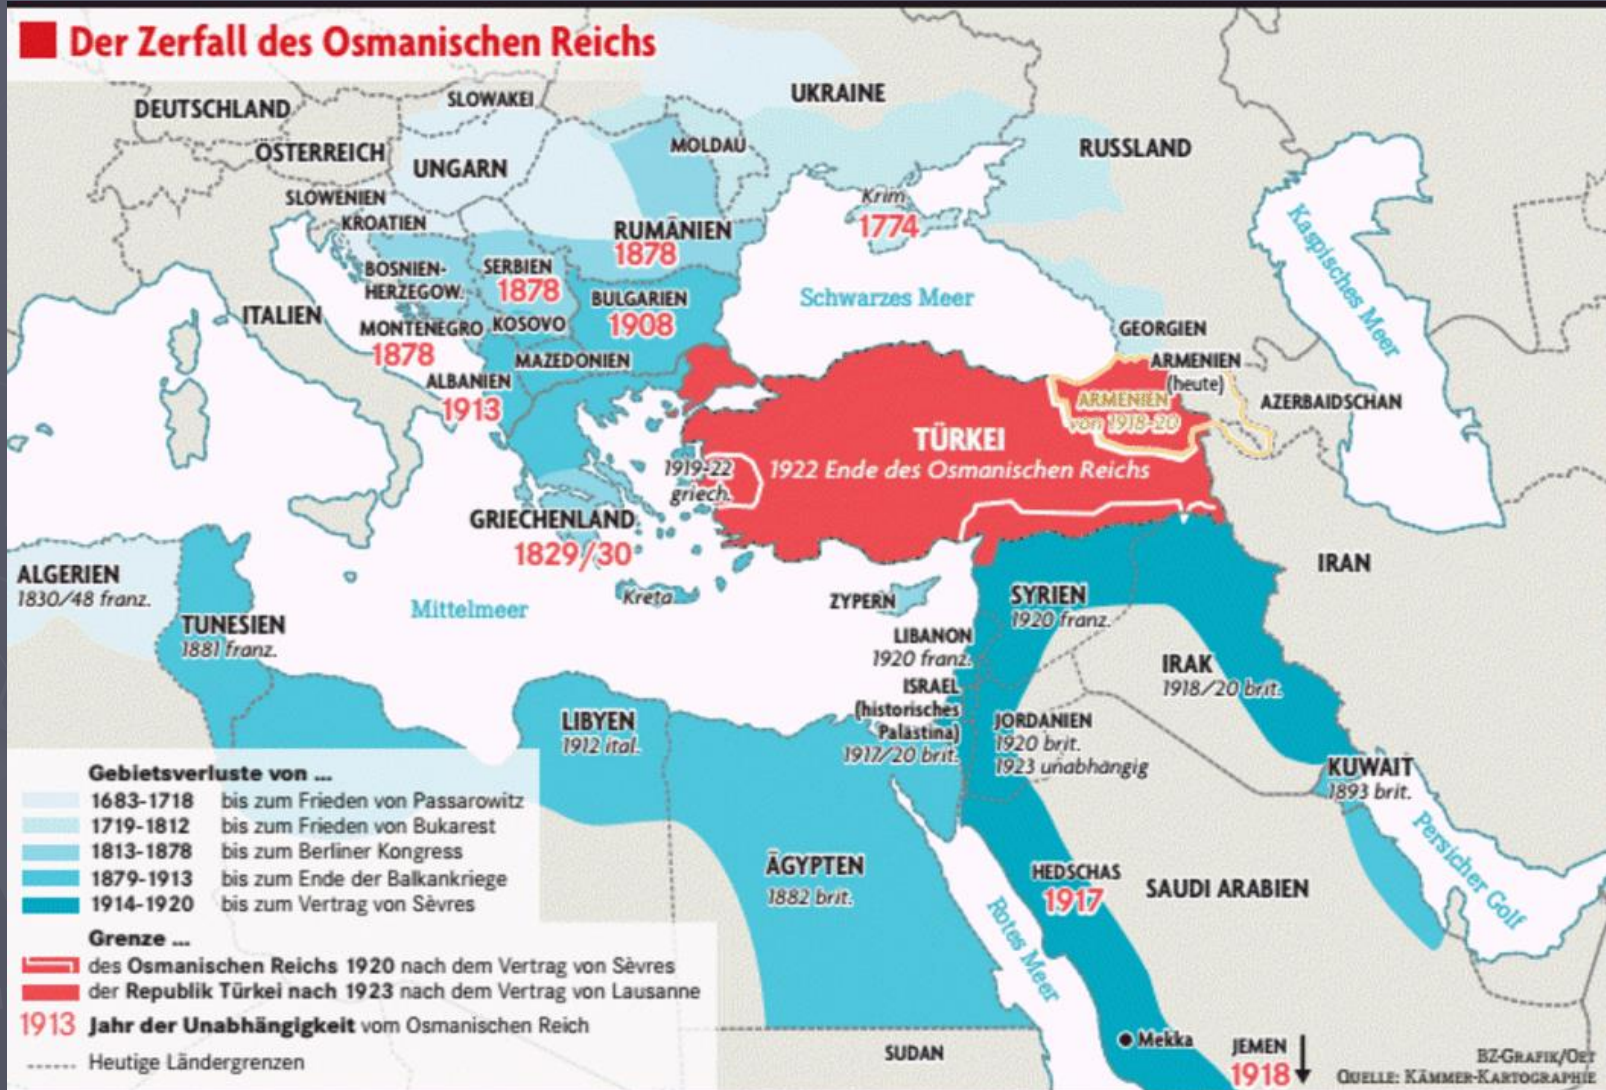 Der Zerfall des Osmanischen Reichs
DEUTSCHLAND
SLOWAKEI
UKRAINE
ÖSTERREICH
UNGARN
MOLDAU
RUSSLAND
SLOWENIEN
KROATIEN
RUMÄNIEN
1878
Krim
1774
Kaspisches Meer
BOSNIEN-
HERZEGOW.
SERBIEN
1878
BULGARIEN
1908
Schwarzes Meer
ITALIEN
MONTENEGRO
1878
KOSOVO
MAZEDONIEN
GEORGIEN
ARMENIEN
(heute)
ALBANIEN
1913
ARMENIEN
von 1918-20
AZERBAIDSCHAN
TÜRKEI
1922 Ende des Osmanischen Reichs
1919-22
griech.
GRIECHENLAND
1829/30
IRAN
ALGERIEN
1830/48 franz.
TUNESIEN
1881 franz.
Mittelmeer
Kreta
ZYPERN
SYRIEN
1920 franz.
LIBANON
1920 franz.
IRAK
1918/20 brit.
ISRAEL
(historisches
Palästina)
1917/20 brit.
JORDANIEN
1920 brit.
1923 unabhängig
LIBYEN
1912 ital.
KUWAIT
1893 brit.
Persicher Golf
ÄGYPTEN
1882 brit.
HEDSCHAS
1917
SAUDI ARABIEN
Rotes Meer
Mekka
SUDAN
JEMEN
1918
Gebietsverluste von ...
1683-1718 bis zum Frieden von Passarowitz
1719-1812 bis zum Frieden von Bukarest
1813-1878 bis zum Berliner Kongress
1879-1913 bis zum Ende der Balkankriege
1914-1920 bis zum Vertrag von Sèvres
Grenze ...
des Osmanischen Reichs 1920 nach dem Vertrag von Sèvres
der Republik Türkei nach 1923 nach dem Vertrag von Lausanne
1913 Jahr der Unabhängigkeit vom Osmanischen Reich
Heutige Ländergrenzen
BZ-GRAFIK/OET
QUELLE: KÄMMER-KARTOGRAPHIE